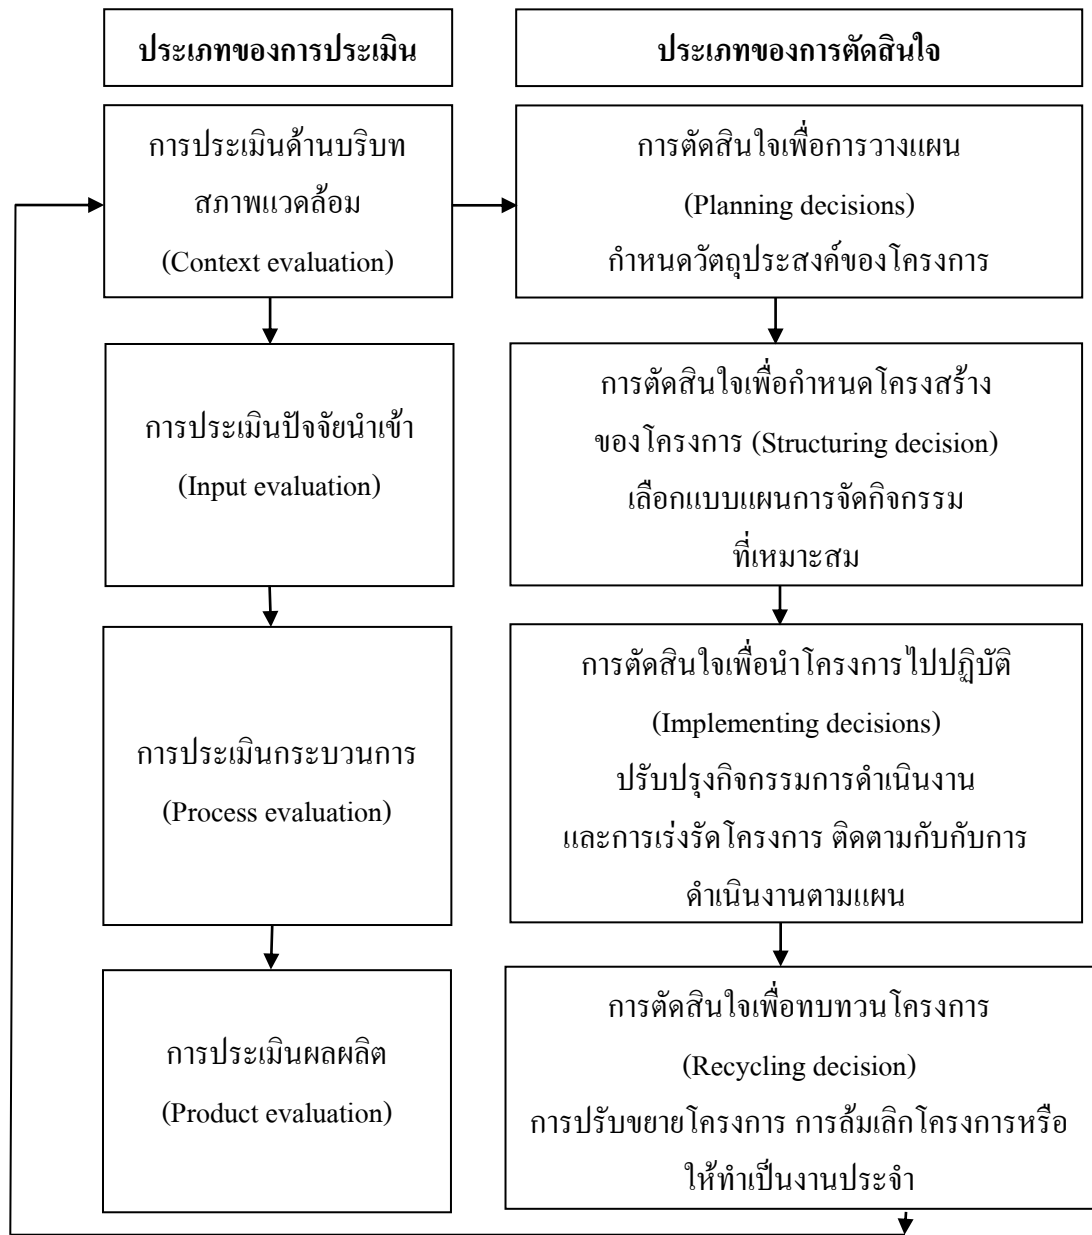 ประเภทของการประเมิน
ประเภทของการตัดสินใจ
การประเมินด้านบริบท
สภาพแวดล้อม
(Context evaluation)
การตัดสินใจเพื่อการวางแผน
(Planning decisions)
กำหนดวัตถุประสงค์ของโครงการ
การประเมินปัจจัยนำเข้า
(Input evaluation)
การตัดสินใจเพื่อกำหนดโครงสร้าง
ของโครงการ (Structuring decision)
เลือกแบบแผนการจัดกิจกรรม
ที่เหมาะสม
การประเมินกระบวนการ
(Process evaluation)
การตัดสินใจเพื่อนำโครงการไปปฏิบัติ
(Implementing decisions)
ปรับปรุงกิจกรรมการดำเนินงาน
และการเร่งรัดโครงการ ติดตามกับกับการ
ดำเนินงานตามแผน
การประเมินผลผลิต
(Product evaluation)
การตัดสินใจเพื่อทบทวนโครงการ
(Recycling decision)
การปรับขยายโครงการ การล้มเลิกโครงการหรือ
ให้ทำเป็นงานประจำ